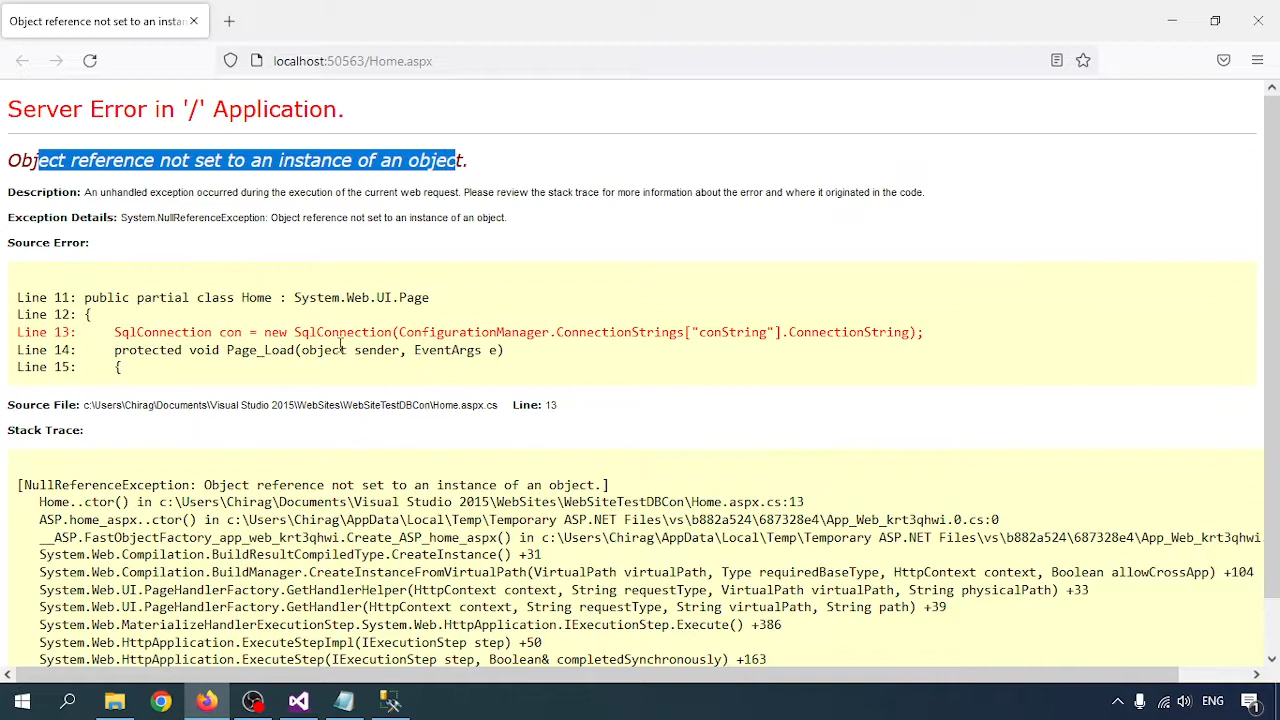 Object reference not set to an instan
localhost:50563/Home.aspx
Server Error in '/' Application.
Object reference not set to an instance of an object.
Description: An unhandled exception occurred during the execution of the current web request. Please review the stack trace for more information about the error and where it originated in the code.
Exception Details: System.NullReferenceException: Object reference not set to an instance of an object.
Source Error:
Line 11: public partial class Home : System.Web.UI.Page
Line 12: {
Line 13:     SqlConnection con = new SqlConnection(ConfigurationManager.ConnectionStrings["conString"].ConnectionString);
Line 14:     protected void Page_Load(object sender, EventArgs e)
Line 15:     {
Source File: c:\Users\Chirag\Documents\Visual Studio 2015\WebSites\WebSiteTestDBCon\Home.aspx.cs    Line: 13
Stack Trace:
[NullReferenceException: Object reference not set to an instance of an object.]
   Home..ctor() in c:\Users\Chirag\Documents\Visual Studio 2015\WebSites\WebSiteTestDBCon\Home.aspx.cs:13
   ASP.home_aspx..ctor() in c:\Users\Chirag\AppData\Local\Temp\Temporary ASP.NET Files\vs\b882a524\687328e4\App_Web_krt3qhwi.0.cs:0
   __ASP.FastObjectFactory_app_web_krt3qhwi.Create_ASP_home_aspx() in c:\Users\Chirag\AppData\Local\Temp\Temporary ASP.NET Files\vs\b882a524\687328e4\App_Web_krt3qhwi.
   System.Web.Compilation.BuildResultCompiledType.CreateInstance() +31
   System.Web.Compilation.BuildManager.CreateInstanceFromVirtualPath(VirtualPath virtualPath, Type requiredBaseType, HttpContext context, Boolean allowCrossApp) +104
   System.Web.UI.PageHandlerFactory.GetHandlerHelper(HttpContext context, String requestType, VirtualPath virtualPath, String physicalPath) +33
   System.Web.UI.PageHandlerFactory.GetHandler(HttpContext context, String requestType, String virtualPath, String path) +39
   System.Web.MaterializeHandlerExecutionStep.System.Web.HttpApplication.IExecutionStep.Execute() +386
   System.Web.HttpApplication.ExecuteStepImpl(IExecutionStep step) +50
   System.Web.HttpApplication.ExecuteStep(IExecutionStep step, Boolean& completedSynchronously) +163
ENG
1